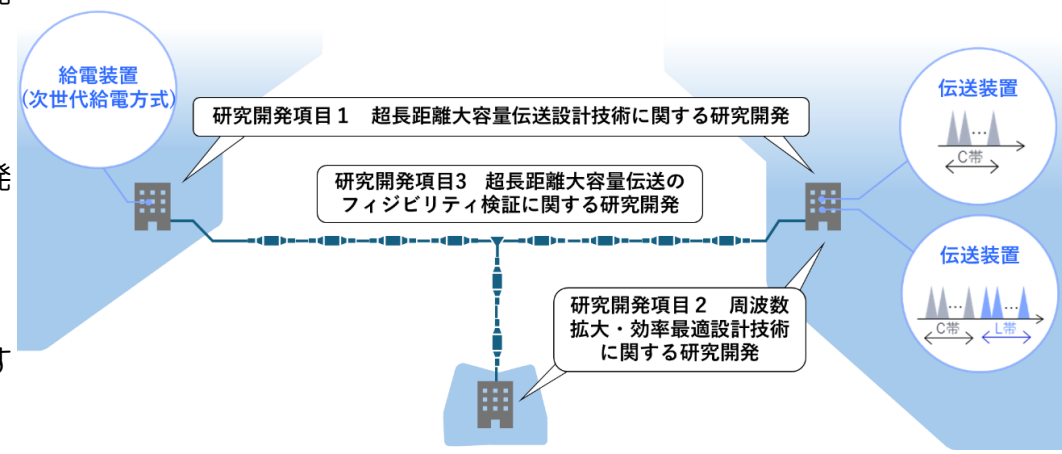 給電装置
(次世代給電方式)
研究開発項目１　超長距離大容量伝送設計技術に関する研究開発
伝送装置
…
C帯
発
研究開発項目3　超長距離大容量伝送の
フィジビリティ検証に関する研究開発
伝送装置
… …
C帯 L帯
研究開発項目２　周波数
拡大・効率最適設計技術
に関する研究開発
す